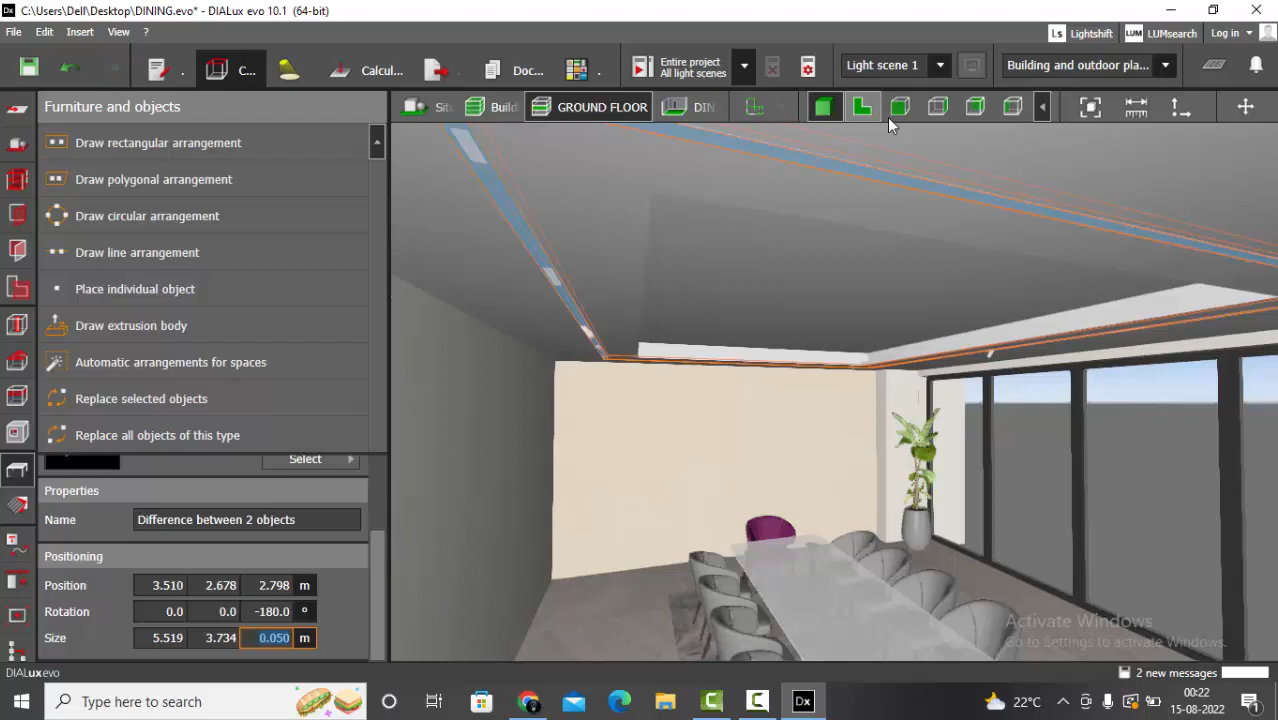 C:\Users\Dell\Desktop\DINING.evo* - DIALux evo 10.1 (64-bit)
File Edit Insert View ?
Ls Lightshift LUM LUMsearch Log in
C... Calcul... Doc... Entire project All light scenes Light scene 1 Building and outdoor pla...
Furniture and objects
Sit Build GROUND FLOOR DIN
Draw rectangular arrangement
Draw polygonal arrangement
Draw circular arrangement
Draw line arrangement
Place individual object
Draw extrusion body
Automatic arrangements for spaces
Replace selected objects
Replace all objects of this type
Select
Properties
Name Difference between 2 objects
Positioning
Position 3.510 2.678 2.798 m
Rotation 0.0 0.0 -180.0 °
Size 5.519 3.734 0.050 m
Activate Windows
Go to Settings to activate Windows.
DIALux evo
2 new messages
Type here to search
Dx
22°C
00:22
15-08-2022
1